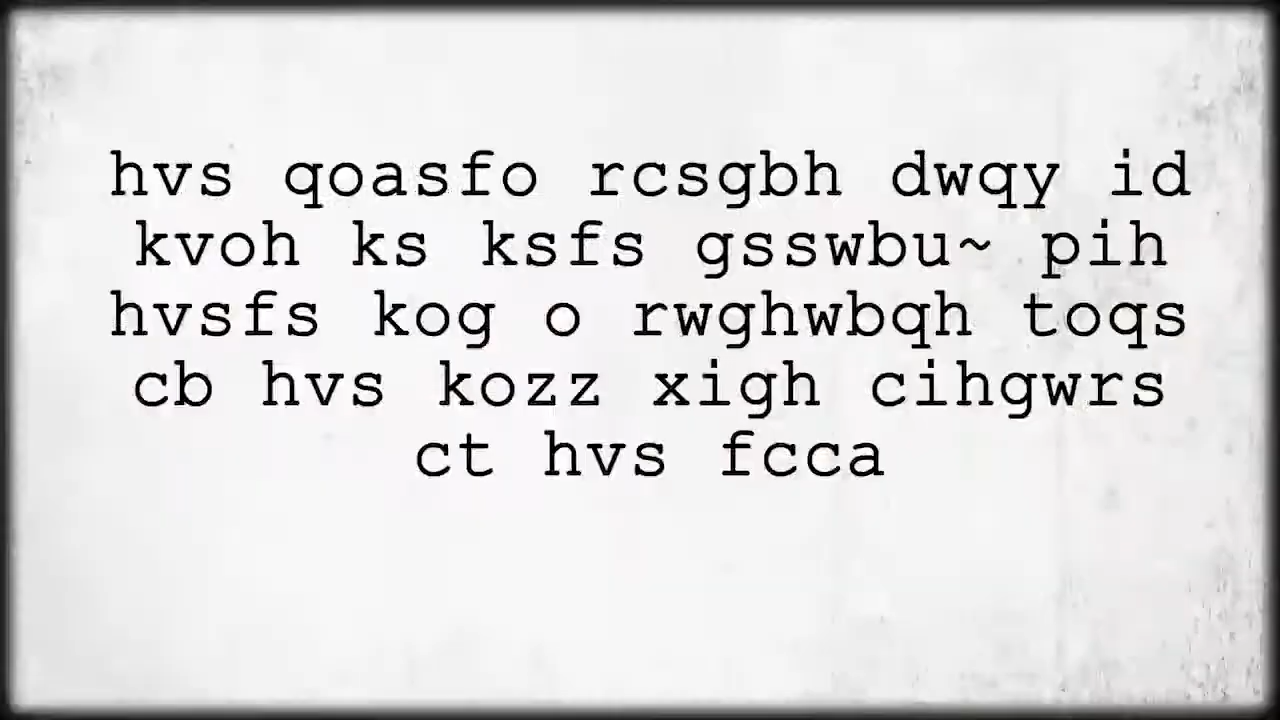 hvs qoasfo rcsgbh dwqy id
kvoh ks ksfs gsswbu~ pih
hvsfs kog o rwghwbqh toqs
cb hvs kozz xigh cihgwrs
ct hvs fcca